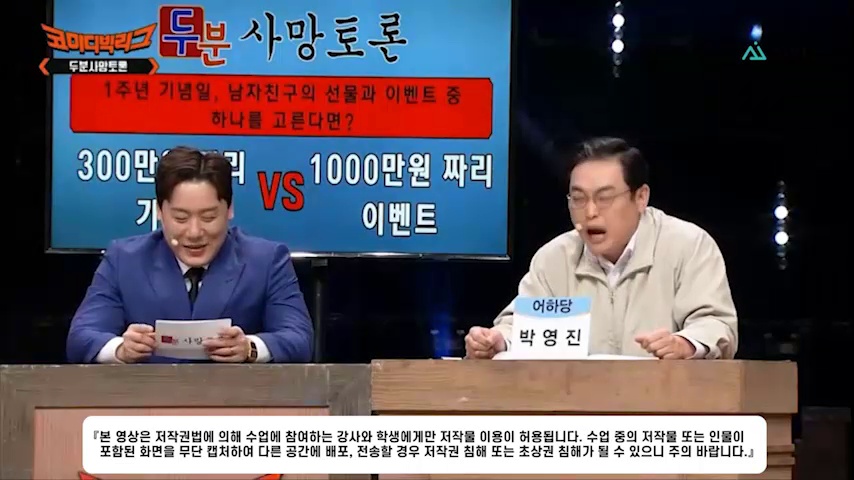 코미디빅리그
두분사망토론
두분 사망토론
1주년 기념일, 남자친구의 선물과 이벤트 중
하나를 고른다면?
300만원 리
기
VS
1000만원 짜리
이벤트
어하당
박영진
두분 사망
『본 영상은 저작권법에 의해 수업에 참여하는 강사와 학생에게만 저작물 이용이 허용됩니다. 수업 중의 저작물 또는 인물이
포함된 화면을 무단 캡처하여 다른 공간에 배포, 전송할 경우 저작권 침해 또는 초상권 침해가 될 수 있으니 주의 바랍니다.』